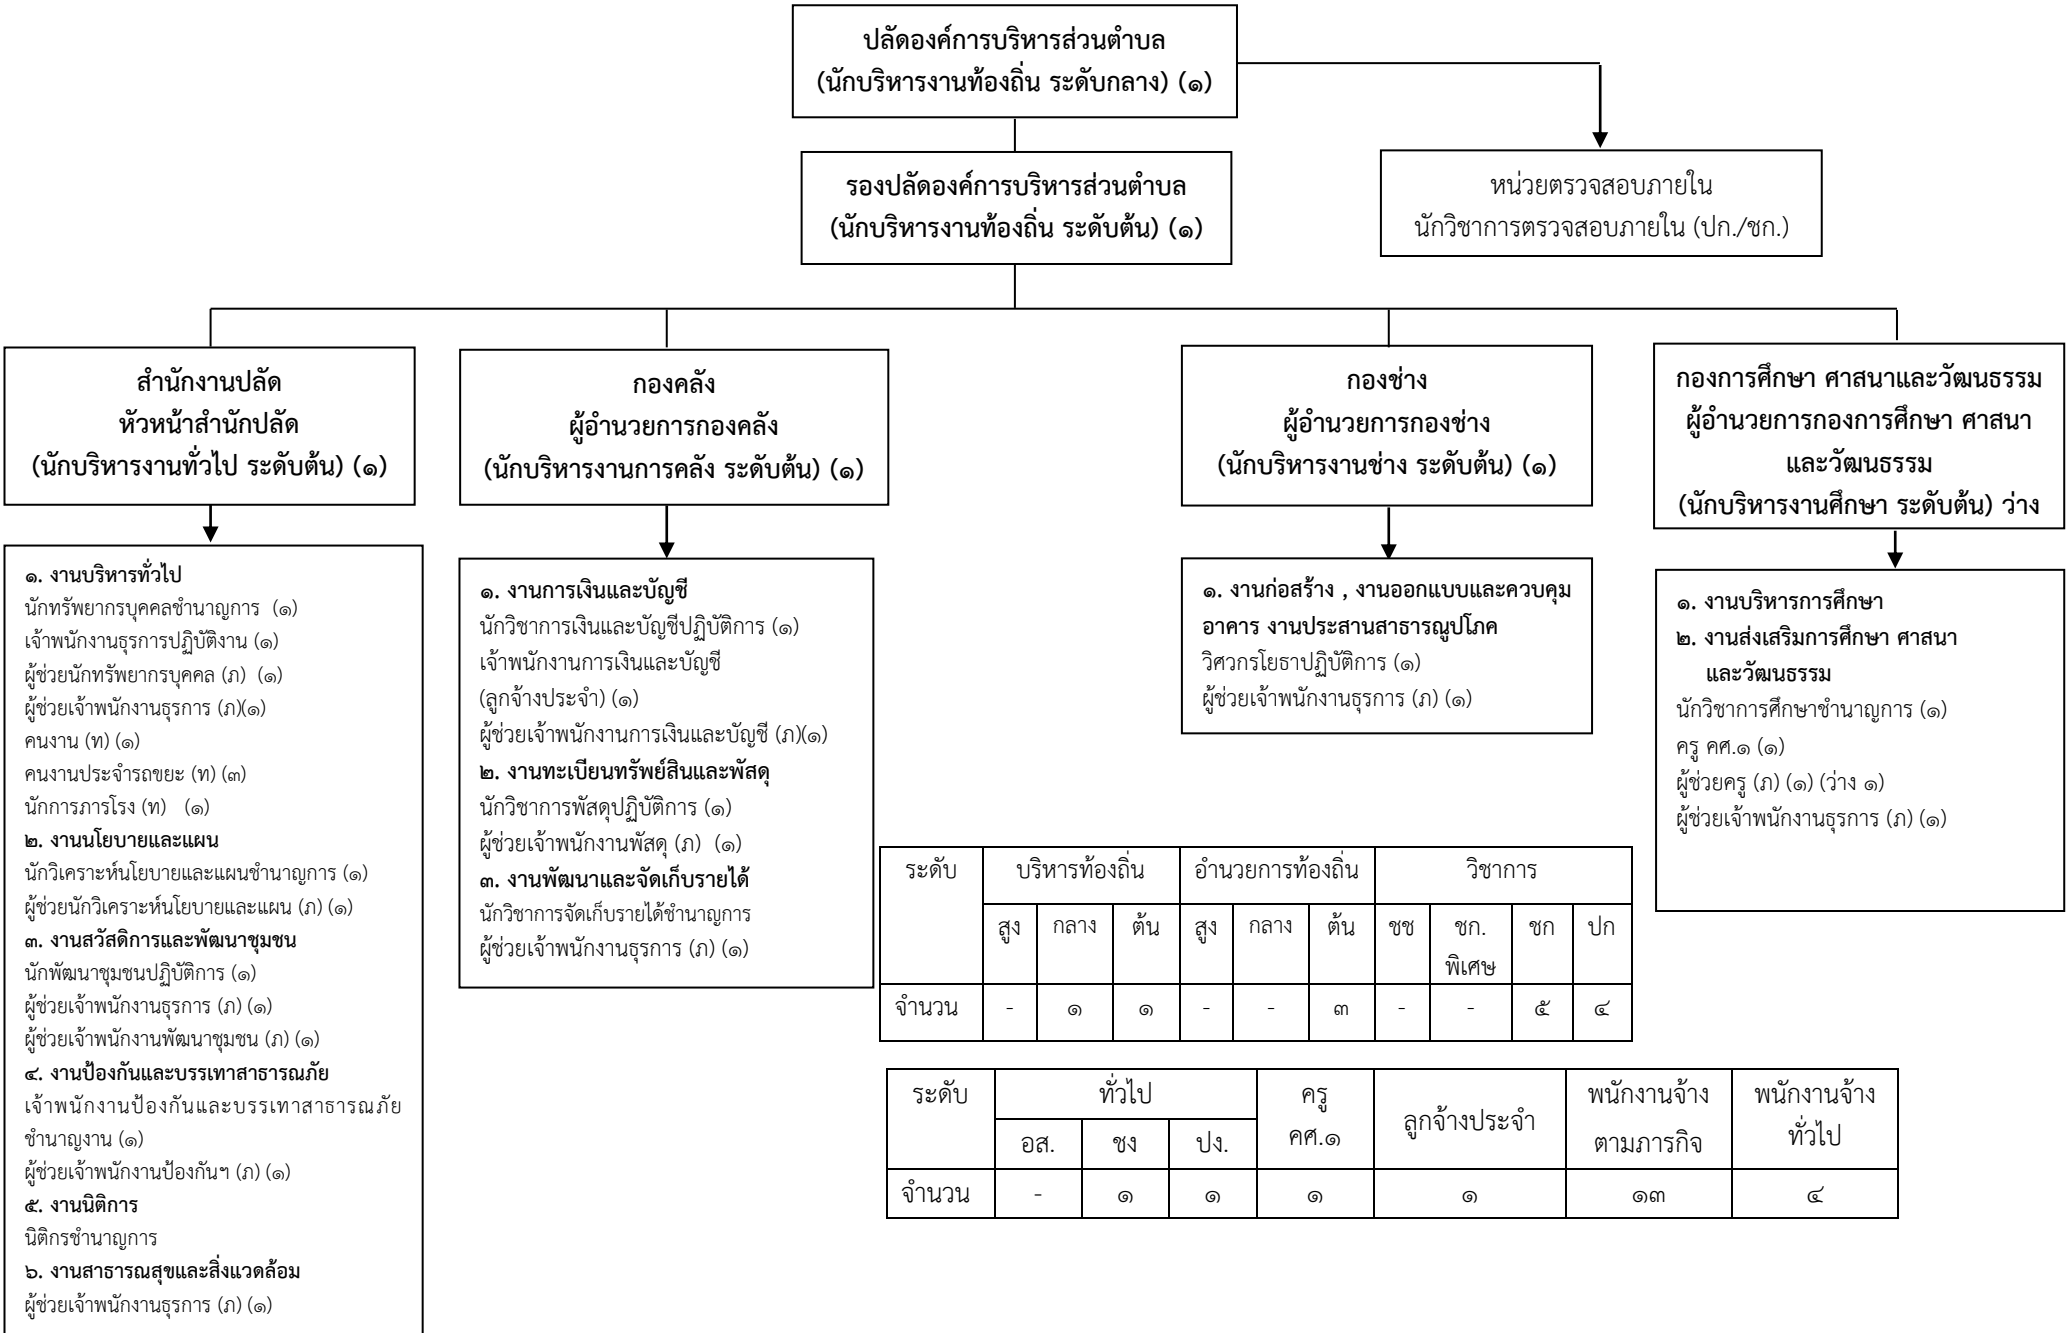 ปลัดองค์การบริหารส่วนตำบล
(นักบริหารงานท้องถิ่น ระดับกลาง) (๑)
รองปลัดองค์การบริหารส่วนตำบล
(นักบริหารงานท้องถิ่น ระดับต้น) (๑)
หน่วยตรวจสอบภายใน
นักวิชาการตรวจสอบภายใน (ปก./ชก.)
สำนักงานปลัด
หัวหน้าสำนักปลัด
(นักบริหารงานทั่วไป ระดับต้น) (๑)
กองคลัง
ผู้อำนวยการกองคลัง
(นักบริหารงานการคลัง ระดับต้น) (๑)
กองช่าง
ผู้อำนวยการกองช่าง
(นักบริหารงานช่าง ระดับต้น) (๑)
กองการศึกษา ศาสนาและวัฒนธรรม
ผู้อำนวยการกองการศึกษา ศาสนา
และวัฒนธรรม
(นักบริหารงานศึกษา ระดับต้น) ว่าง
๑. งานบริหารทั่วไป
นักทรัพยากรบุคคลชำนาญการ (๑)
เจ้าพนักงานธุรการปฏิบัติงาน (๑)
ผู้ช่วยนักทรัพยากรบุคคล (ภ) (๑)
ผู้ช่วยเจ้าพนักงานธุรการ (ภ)(๑)
คนงาน (ท) (๑)
คนงานประจำรถขยะ (ท) (๓)
นักการภารโรง (ท) (๑)
๒. งานนโยบายและแผน
นักวิเคราะห์นโยบายและแผนชำนาญการ (๑)
ผู้ช่วยนักวิเคราะห์นโยบายและแผน (ภ) (๑)
๓. งานสวัสดิการและพัฒนาชุมชน
นักพัฒนาชุมชนปฏิบัติการ (๑)
ผู้ช่วยเจ้าพนักงานธุรการ (ภ) (๑)
ผู้ช่วยเจ้าพนักงานพัฒนาชุมชน (ภ) (๑)
๔. งานป้องกันและบรรเทาสาธารณภัย
เจ้าพนักงานป้องกันและบรรเทาสาธารณภัย
ชำนาญงาน (๑)
ผู้ช่วยเจ้าพนักงานป้องกันฯ (ภ) (๑)
๕. งานนิติการ
นิติกรชำนาญการ
๖. งานสาธารณสุขและสิ่งแวดล้อม
ผู้ช่วยเจ้าพนักงานธุรการ (ภ) (๑)
๑. งานการเงินและบัญชี
นักวิชาการเงินและบัญชีปฏิบัติการ (๑)
เจ้าพนักงานการเงินและบัญชี
(ลูกจ้างประจำ) (๑)
ผู้ช่วยเจ้าพนักงานการเงินและบัญชี (ภ)(๑)
๒. งานทะเบียนทรัพย์สินและพัสดุ
นักวิชาการพัสดุปฏิบัติการ (๑)
ผู้ช่วยเจ้าพนักงานพัสดุ (ภ) (๑)
๓. งานพัฒนาและจัดเก็บรายได้
นักวิชาการจัดเก็บรายได้ชำนาญการ
ผู้ช่วยเจ้าพนักงานธุรการ (ภ) (๑)
๑. งานก่อสร้าง , งานออกแบบและควบคุม
อาคาร งานประสานสาธารณูปโภค
วิศวกรโยธาปฏิบัติการ (๑)
ผู้ช่วยเจ้าพนักงานธุรการ (ภ) (๑)
๑. งานบริหารการศึกษา
๒. งานส่งเสริมการศึกษา ศาสนา
และวัฒนธรรม
นักวิชาการศึกษาชำนาญการ (๑)
ครู คศ.๑ (๑)
ผู้ช่วยครู (ภ) (๑) (ว่าง ๑)
ผู้ช่วยเจ้าพนักงานธุรการ (ภ) (๑)
ระดับ บริหารท้องถิ่น อำนวยการท้องถิ่น วิชาการ
สูง กลาง ต้น สูง กลาง ต้น ชช ชก. ชก ปก
พิเศษ
จำนวน - ๑ ๑ - - ๓ - - ๕ ๔
ระดับ ทั่วไป ครู คศ.๑ ลูกจ้างประจำ พนักงานจ้าง ตามภารกิจ พนักงานจ้าง ทั่วไป
อส. ชง ปง.
จำนวน - ๑ ๑ ๑ ๑ ๑๓ ๔